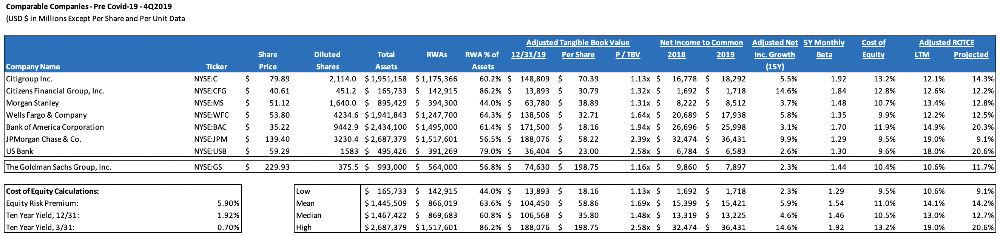 Comparable Companies - Pre Covid-19 - 4Q2019
(USD $ in Millions Except Per Share and Per Unit Data
Adjusted Tangible Book Value Net Income to Common Adjusted Net 5Y Monthly Cost of Adjusted ROTCE
Share Diluted Total RWAs RWA % of 12/31/19 Per Share P / TBV 2018 2019 Inc. Growth Beta Equity LTM Projected
Company Name Ticker Price Shares Assets Assets (15Y)
Citigroup Inc. NYSE:C $ 79.89 2,114.0 $ 1,951,158 $ 1,175,366 60.2% $ 148,809 $ 70.39 1.13x $ 16,778 $ 18,292 5.5% 1.92 13.2% 12.1% 14.3%
Citizens Financial Group, Inc. NYSE:CFG $ 40.61 451.2 $ 165,733 $ 142,915 86.2% $ 13,893 $ 30.79 1.32x $ 1,692 $ 1,718 14.6% 1.84 12.8% 12.6% 12.2%
Morgan Stanley NYSE:MS $ 51.12 1,640.0 $ 895,429 $ 394,300 44.0% $ 63,780 $ 38.89 1.31x $ 8,222 $ 8,512 3.7% 1.48 10.7% 13.4% 12.8%
Wells Fargo & Company NYSE:WFC $ 53.80 4234.6 $ 1,941,843 $ 1,247,700 64.3% $ 138,506 $ 32.71 1.64x $ 20,689 $ 17,938 5.8% 1.35 9.9% 12.2% 12.5%
Bank of America Corporation NYSE:BAC $ 35.22 9442.9 $ 2,434,100 $ 1,495,000 61.4% $ 171,500 $ 18.16 1.94x $ 26,696 $ 25,998 3.1% 1.70 11.9% 14.9% 20.3%
JPMorgan Chase & Co. NYSE:JPM $ 139.40 3230.4 $ 2,687,379 $ 1,517,601 56.5% $ 188,076 $ 58.22 2.39x $ 32,474 $ 36,431 9.9% 1.29 9.5% 19.0% 9.1%
US Bank NYSE:USB $ 59.29 1583 $ 495,426 $ 391,269 79.0% $ 36,404 $ 23.00 2.58x $ 6,784 $ 6,583 2.6% 1.30 9.6% 18.0% 20.6%
The Goldman Sachs Group, Inc. NYSE:GS $ 229.93 375.5 $ 993,000 $ 564,000 56.8% $ 74,630 $ 198.75 1.16x $ 9,860 $ 7,897 2.3% 1.44 10.4% 10.6% 11.7%
Cost of Equity Calculations: Low $ 165,733 $ 142,915 44.0% $ 13,893 $ 18.16 1.13x $ 1,692 $ 1,718 2.3% 1.29 9.5% 10.6% 9.1%
Equity Risk Premium: 5.90% Mean $ 1,445,509 $ 866,019 63.6% $ 104,450 $ 58.86 1.69x $ 15,399 $ 15,421 5.9% 1.54 11.0% 14.1% 14.2%
Ten Year Yield, 12/31: 1.92% Median $ 1,467,422 $ 869,683 60.8% $ 106,568 $ 35.80 1.48x $ 13,319 $ 13,225 4.6% 1.46 10.5% 13.0% 12.7%
Ten Year Yield, 3/31: 0.70% High $ 2,687,379 $ 1,517,601 86.2% $ 188,076 $ 198.75 2.58x $ 32,474 $ 36,431 14.6% 1.92 13.2% 19.0% 20.6%